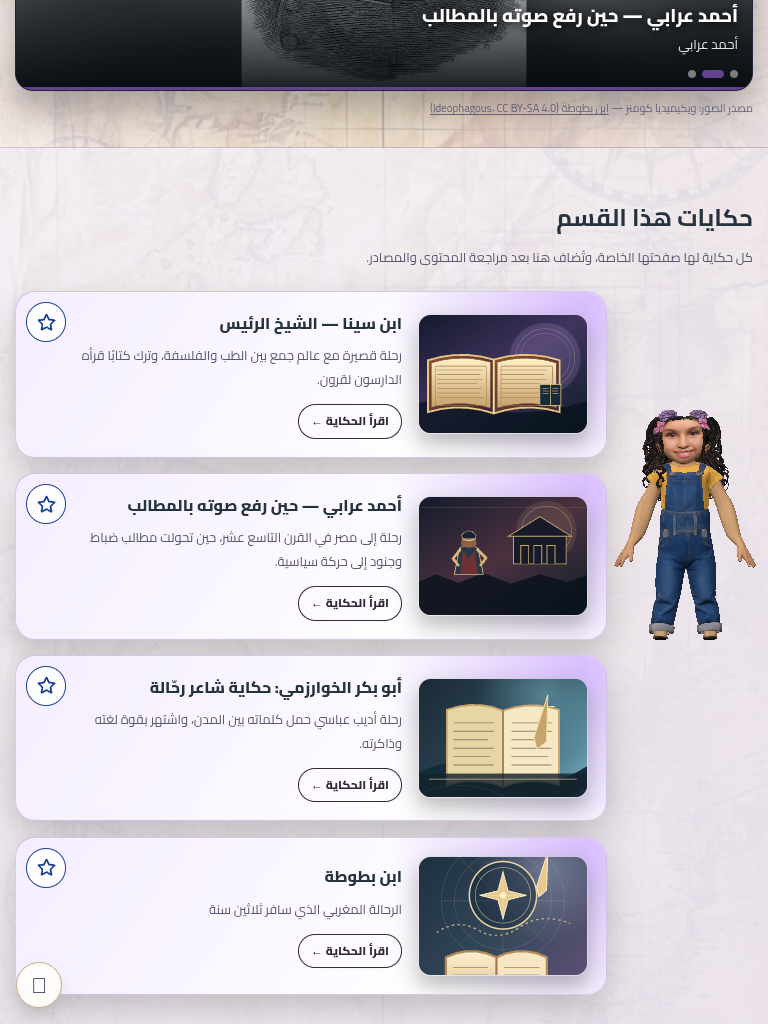 أحمد عرابي — حين رفع صوته بالمطالب
أحمد عرابي
مصدر الصور: ويكيميديا كومنز — ابن بطوطة (Ideophagous، CC BY-SA 4.0)
حكايات هذا القسم
كل حكاية لها صفحتها الخاصة، وتُضاف هنا بعد مراجعة المحتوى والمصادر.
ابن سينا — الشيخ الرئيس
رحلة قصيرة مع عالم جمع بين الطب والفلسفة، وترك كتابًا قرأه
الدارسون لقرون.
اقرأ الحكاية ←
أحمد عرابي — حين رفع صوته بالمطالب
رحلة إلى مصر في القرن التاسع عشر، حين تحولت مطالب ضباط
وجنود إلى حركة سياسية.
اقرأ الحكاية ←
أبو بكر الخوارزمي: حكاية شاعر رحّالة
رحلة أديب عباسي حمل كلماته بين المدن، واشتهر بقوة لغته
وذاكرته.
اقرأ الحكاية ←
ابن بطوطة
الرحالة المغربي الذي سافر ثلاثين سنة
اقرأ الحكاية ←